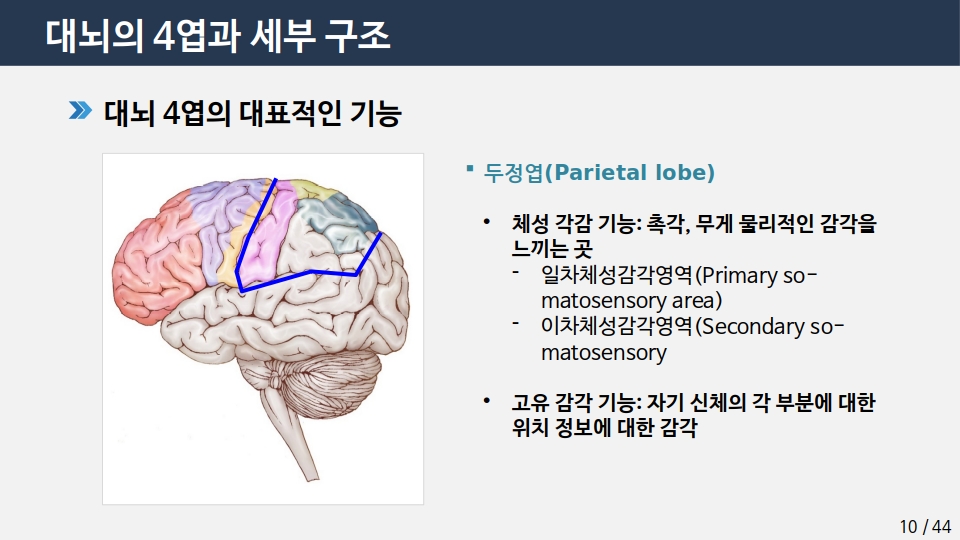 대뇌의 4엽과 세부 구조
대뇌 4엽의 대표적인 기능
▪ 두정엽(Parietal lobe)
• 체성 각감 기능: 촉각, 무게 물리적인 감각을
느끼는 곳
- 일차체성감각영역(Primary so-
matosensory area)
- 이차체성감각영역(Secondary so-
matosensory
• 고유 감각 기능: 자기 신체의 각 부분에 대한
위치 정보에 대한 감각
10 / 44